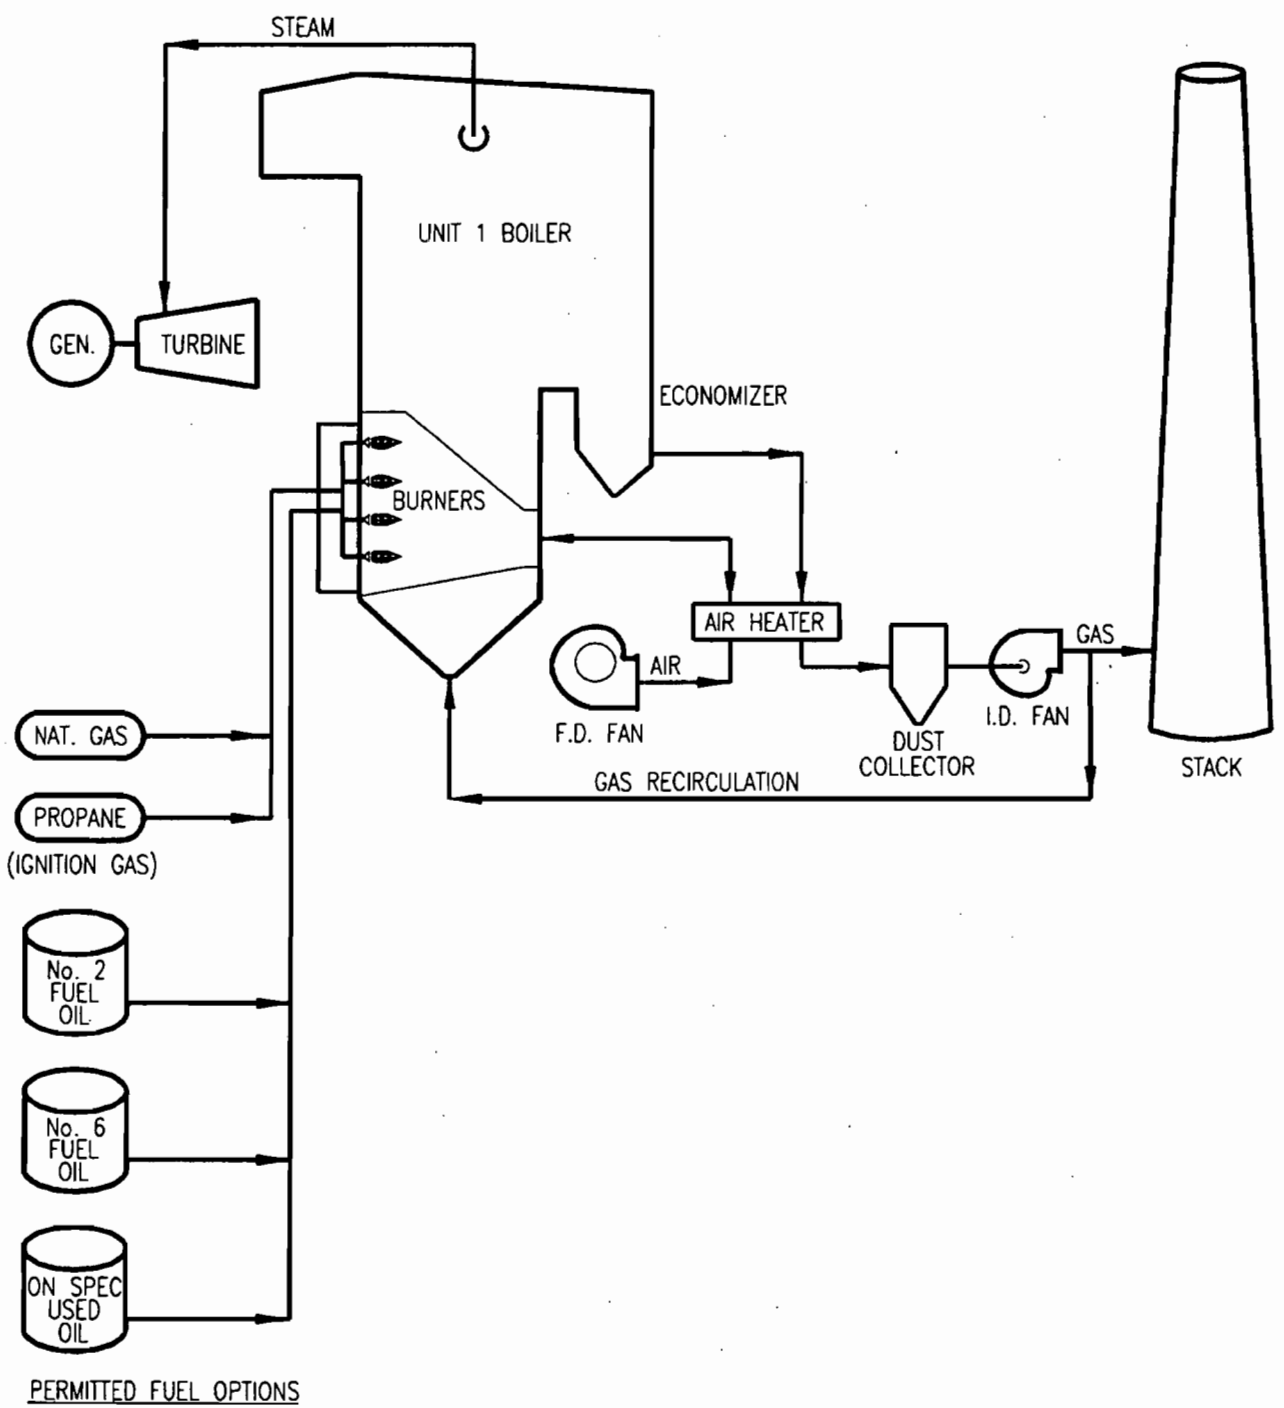 STEAM
UNIT 1 BOILER
GEN.
TURBINE
ECONOMIZER
BURNERS
AIR HEATER
AIR
F.D. FAN
GAS
I.D. FAN
DUST
COLLECTOR
STACK
GAS RECIRCULATION
NAT. GAS
PROPANE
(IGNITION GAS)
No. 2
FUEL
OIL
No. 6
FUEL
OIL
ON SPEC
USED
OIL
PERMITTED FUEL OPTIONS